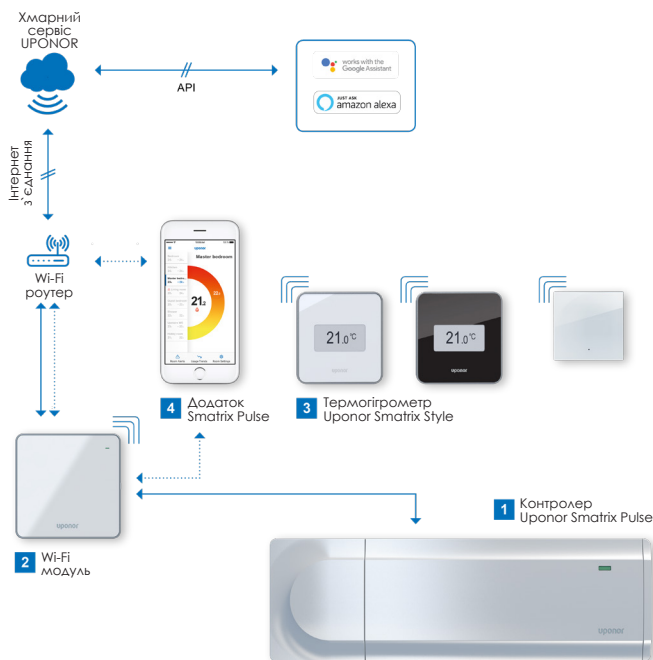 Хмарний
сервіс
UPONOR
API
works with the
Google Assistant
JUST ASK
amazon alexa
Інтернет
з`єднання
Wi-Fi
роутер
uponor
Master bedroom
21.5
21.0 °C
uponor
21.0 °C
uponor
4 Додаток
Smatrix Pulse
3 Термогігрометр
Uponor Smatrix Style
uponor
2 Wi-Fi
модуль
1 Контролер
Uponor Smatrix Pulse
uponor